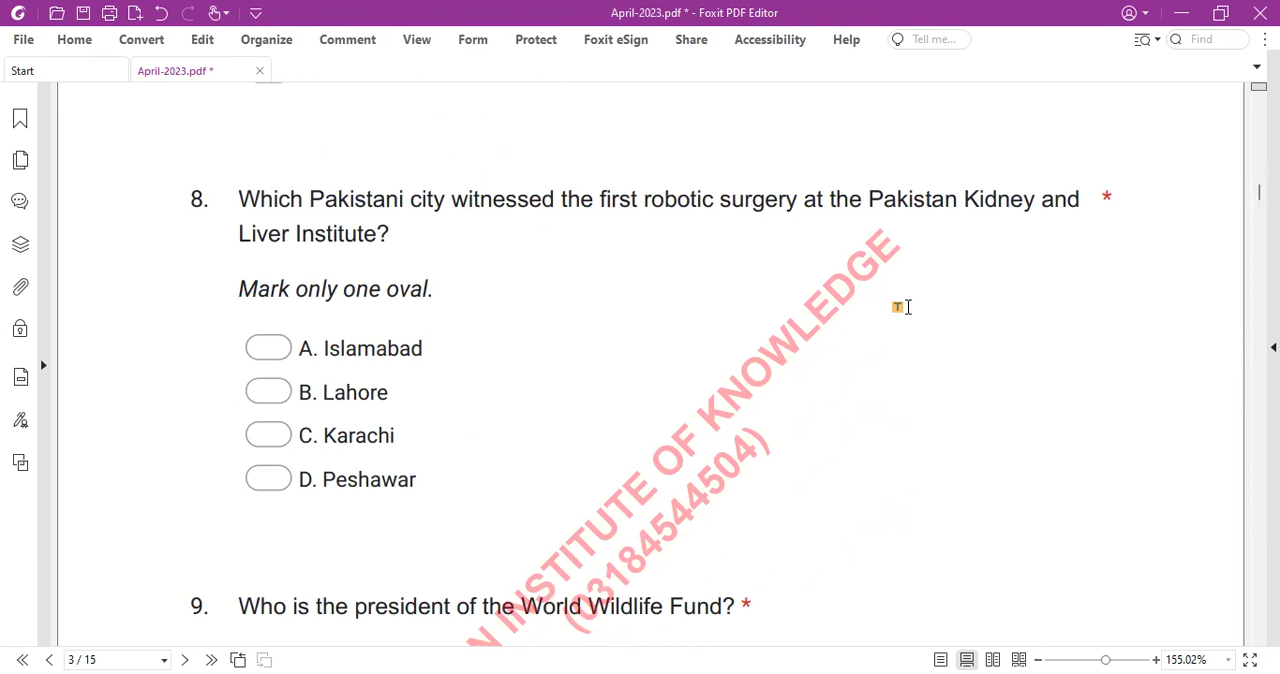 April-2023.pdf * - Foxit PDF Editor
File Home Convert Edit Organize Comment View Form Protect Foxit eSign Share Accessibility Help Tell me... Find
Start April-2023.pdf *
8. Which Pakistani city witnessed the first robotic surgery at the Pakistan Kidney and *
Liver Institute?
Mark only one oval.
A. Islamabad
B. Lahore
C. Karachi
D. Peshawar
N INSTITUTE OF KNOWLEDGE
(03184544504)
9. Who is the president of the World Wildlife Fund? *
3 / 15
155.02%